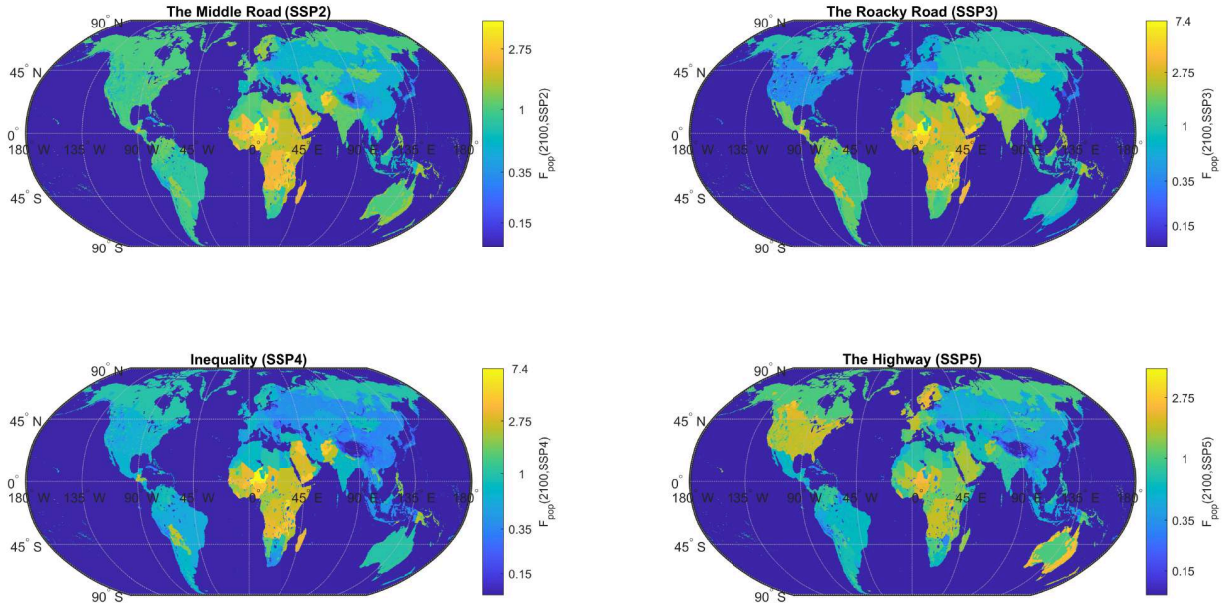 The Middle Road (SSP2)
90° N
45° N
0°
180° W 135° W 90° W 45° W 0° 45° E 90° E 135° E 180° E
45° S
90° S
2.75
1
0.35
0.15
F_pop(2100,SSP2)
The Roacky Road (SSP3)
90° N
45° N
0°
180° W 135° W 90° W 45° W 0° 45° E 90° E 135° E 180° E
45° S
90° S
7.4
2.75
1
0.35
0.15
F_pop(2100,SSP3)
Inequality (SSP4)
90° N
45° N
0°
180° W 135° W 90° W 45° W 0° 45° E 90° E 135° E 180° E
45° S
90° S
7.4
2.75
1
0.35
0.15
F_pop(2100,SSP4)
The Highway (SSP5)
90° N
45° N
0°
180° W 135° W 90° W 45° W 0° 45° E 90° E 135° E 180° E
45° S
90° S
2.75
1
0.35
0.15
F_pop(2100,SSP5)